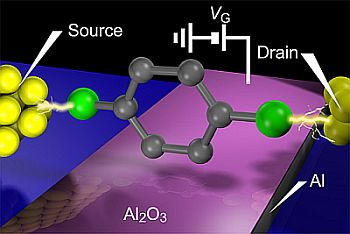 Source
V_G
Drain
Al
Al₂O₃